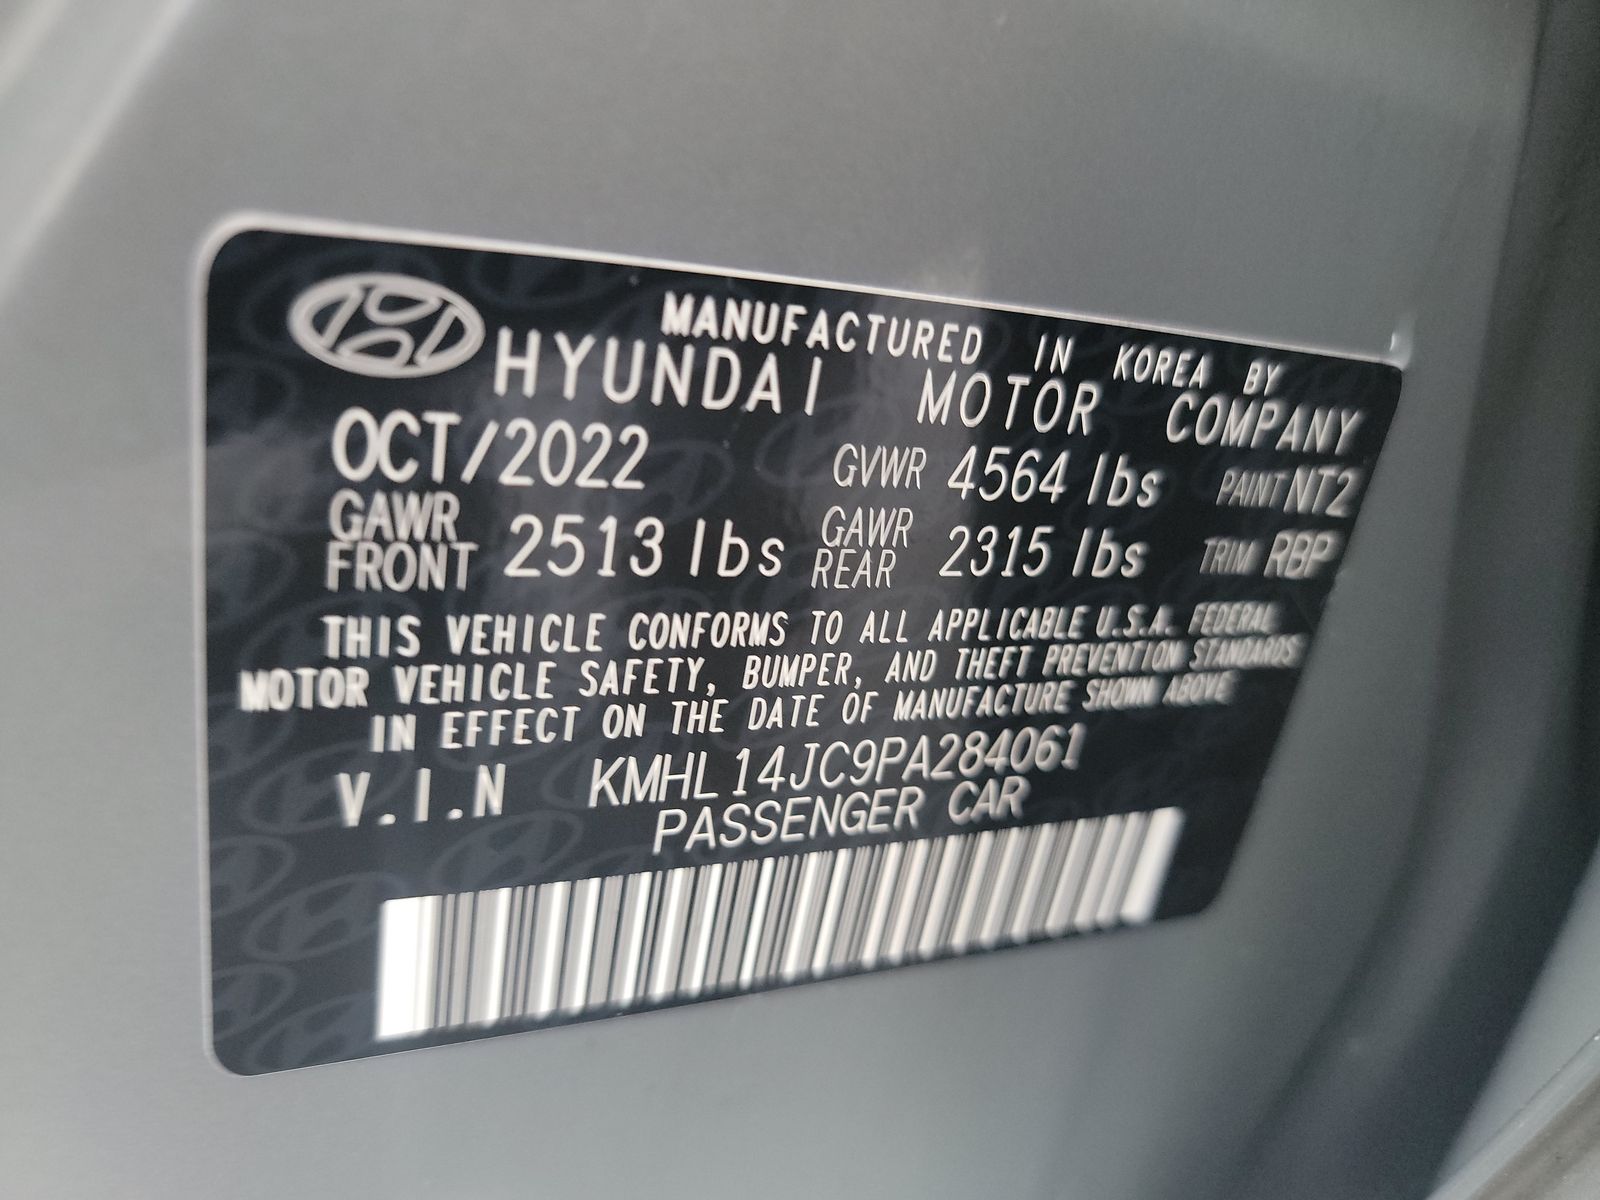 MANUFACTURED IN KOREA BY
HYUNDAI MOTOR COMPANY
OCT/2022 GVWR 4564 lbs PAINT NT2
GAWR FRONT 2513 lbs GAWR REAR 2315 lbs TRIM RBP
THIS VEHICLE CONFORMS TO ALL APPLICABLE U.S.A. FEDERAL
MOTOR VEHICLE SAFETY, BUMPER, AND THEFT PREVENTION STANDARDS
IN EFFECT ON THE DATE OF MANUFACTURE SHOWN ABOVE
V.I.N KMHL14JC9PA284061
PASSENGER CAR